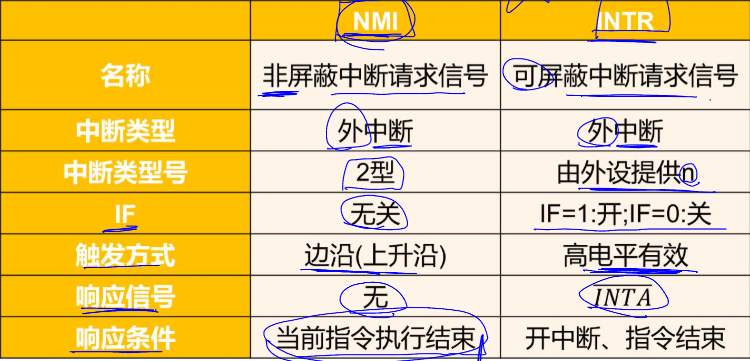 NMI INTR
名称 非屏蔽中断请求信号 可屏蔽中断请求信号
中断类型 外中断 外中断
中断类型号 2型 由外设提供n
IF 无关 IF=1:开;IF=0:关
触发方式 边沿(上升沿) 高电平有效
响应信号 无 I̅N̅T̅A̅
响应条件 当前指令执行结束 开中断、指令结束